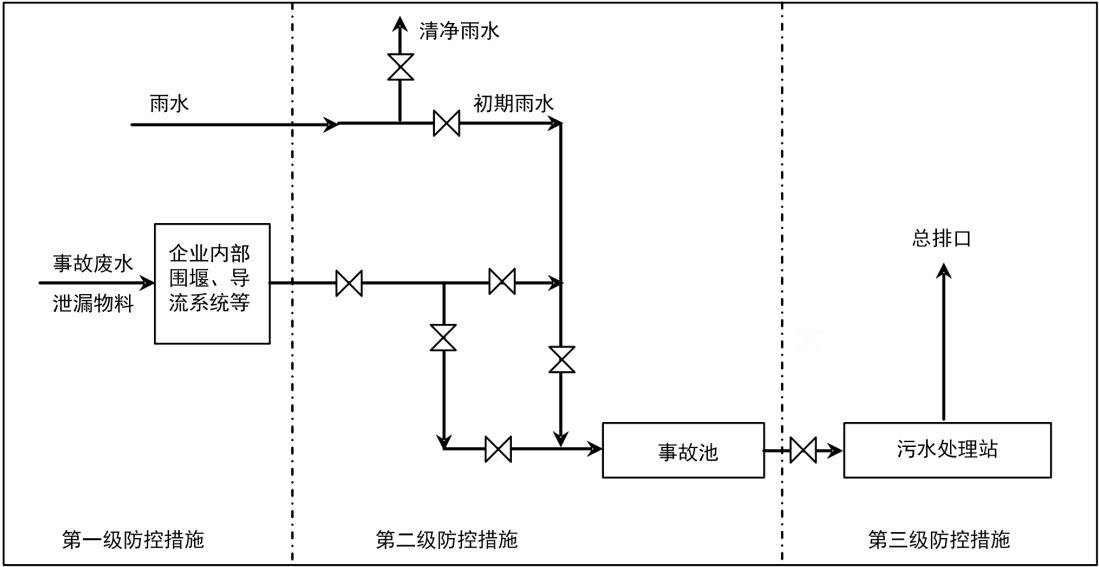 清净雨水
雨水
初期雨水
事故废水
泄漏物料
企业内部
围堰、导
流系统等
总排口
事故池
污水处理站
第一级防控措施
第二级防控措施
第三级防控措施